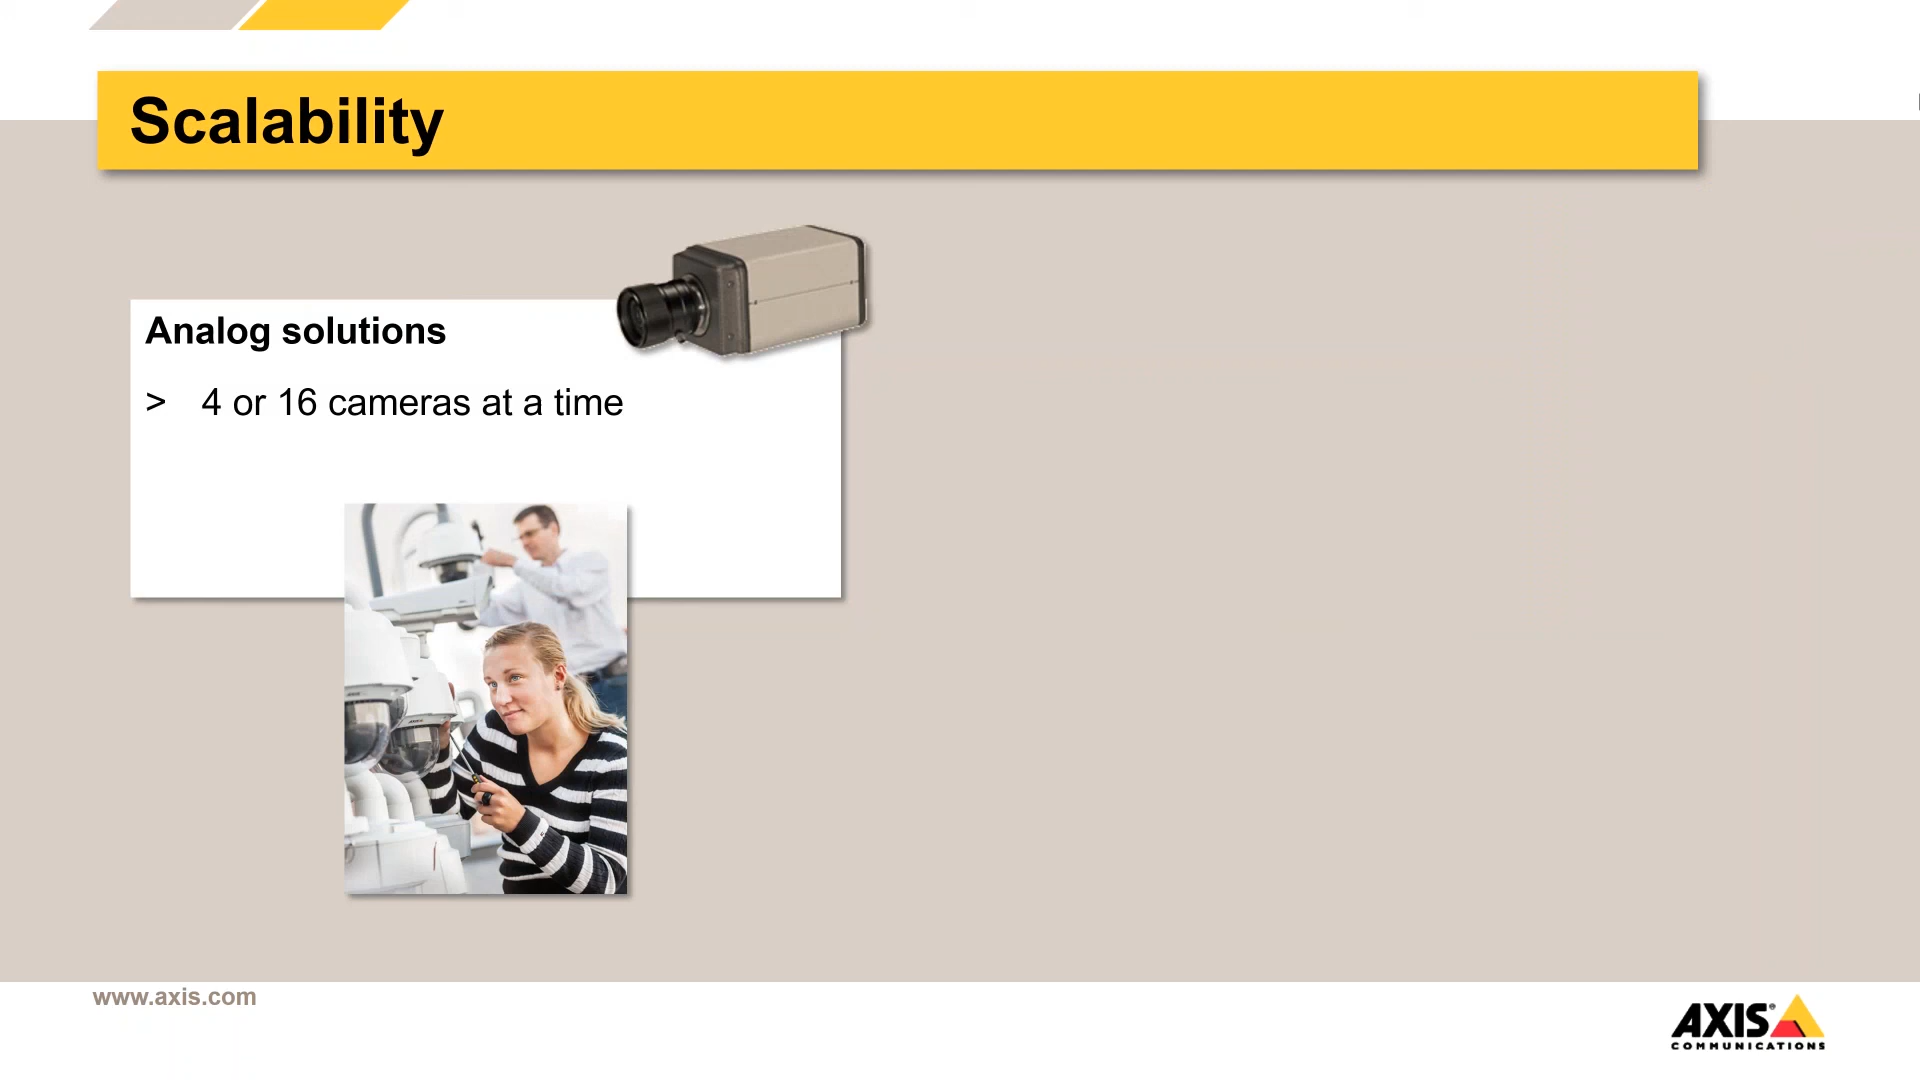 Scalability
Analog solutions
> 4 or 16 cameras at a time
www.axis.com
AXIS
COMMUNICATIONS